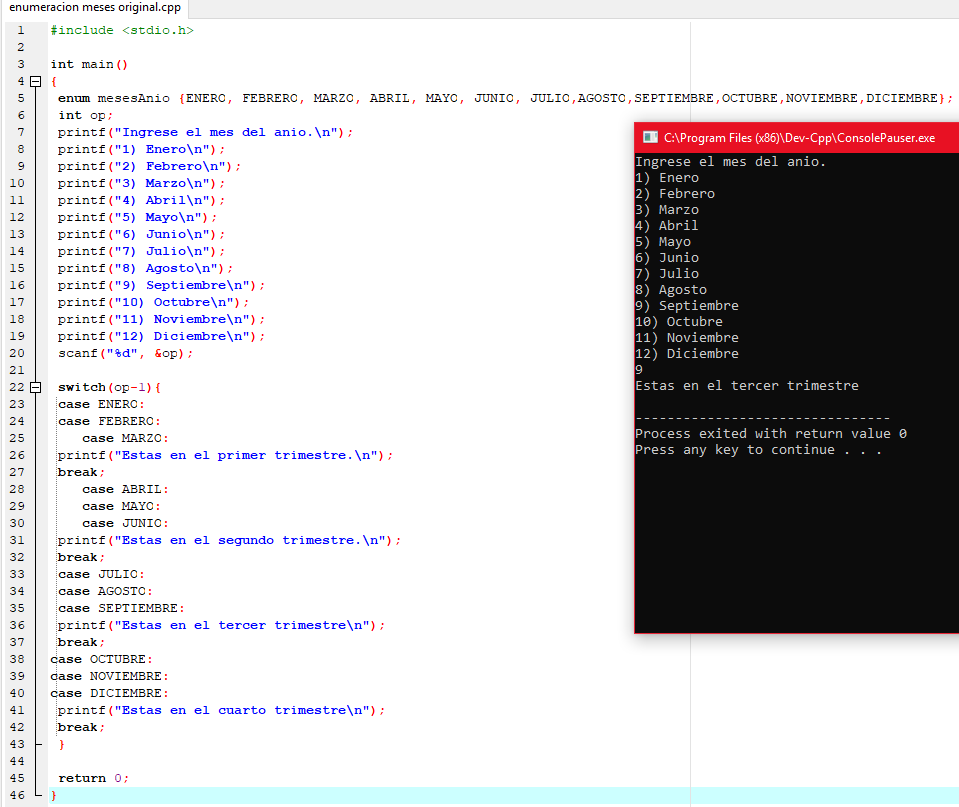 enumeracion meses original.cpp
1 #include <stdio.h>
2
3 int main()
4 {
5 enum mesesAnio {ENERO, FEBRERO, MARZO, ABRIL, MAYO, JUNIO, JULIO,AGOSTO,SEPTIEMBRE,OCTUBRE,NOVIEMBRE,DICIEMBRE};
6 int op;
7 printf("Ingrese el mes del anio.\n");
8 printf("1) Enero\n");
9 printf("2) Febrero\n");
10 printf("3) Marzo\n");
11 printf("4) Abril\n");
12 printf("5) Mayo\n");
13 printf("6) Junio\n");
14 printf("7) Julio\n");
15 printf("8) Agosto\n");
16 printf("9) Septiembre\n");
17 printf("10) Octubre\n");
18 printf("11) Noviembre\n");
19 printf("12) Diciembre\n");
20 scanf("%d", &op);
21
22 switch(op-1){
23 case ENERO:
24 case FEBRERO:
25 case MARZO:
26 printf("Estas en el primer trimestre.\n");
27 break;
28 case ABRIL:
29 case MAYO:
30 case JUNIO:
31 printf("Estas en el segundo trimestre.\n");
32 break;
33 case JULIO:
34 case AGOSTO:
35 case SEPTIEMBRE:
36 printf("Estas en el tercer trimestre\n");
37 break;
38 case OCTUBRE:
39 case NOVIEMBRE:
40 case DICIEMBRE:
41 printf("Estas en el cuarto trimestre\n");
42 break;
43 }
44
45 return 0;
46 }
C:\Program Files (x86)\Dev-Cpp\ConsolePauser.exe
Ingrese el mes del anio.
1) Enero
2) Febrero
3) Marzo
4) Abril
5) Mayo
6) Junio
7) Julio
8) Agosto
9) Septiembre
10) Octubre
11) Noviembre
12) Diciembre
9
Estas en el tercer trimestre
--------------------------------
Process exited with return value 0
Press any key to continue . . .